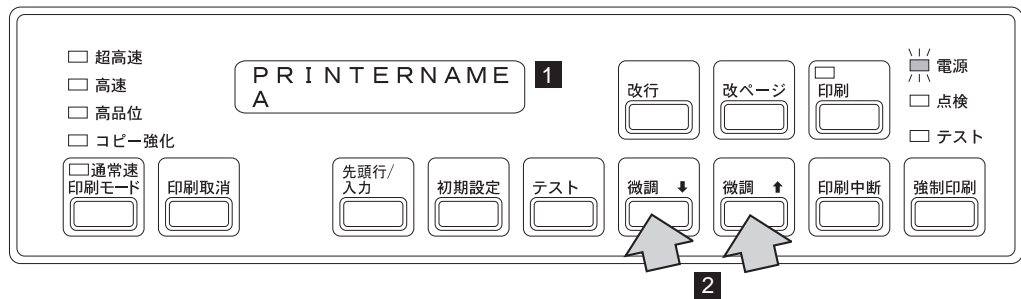 超高速
高速
高品位
コピー強化
PRINTERNAME
A
1
改行
改ページ
印刷
電源
点検
テスト
通常速
印刷モード
印刷取消
先頭行/
入力
初期設定
テスト
微調 ⬇
微調 ⬆
印刷中断
強制印刷
2